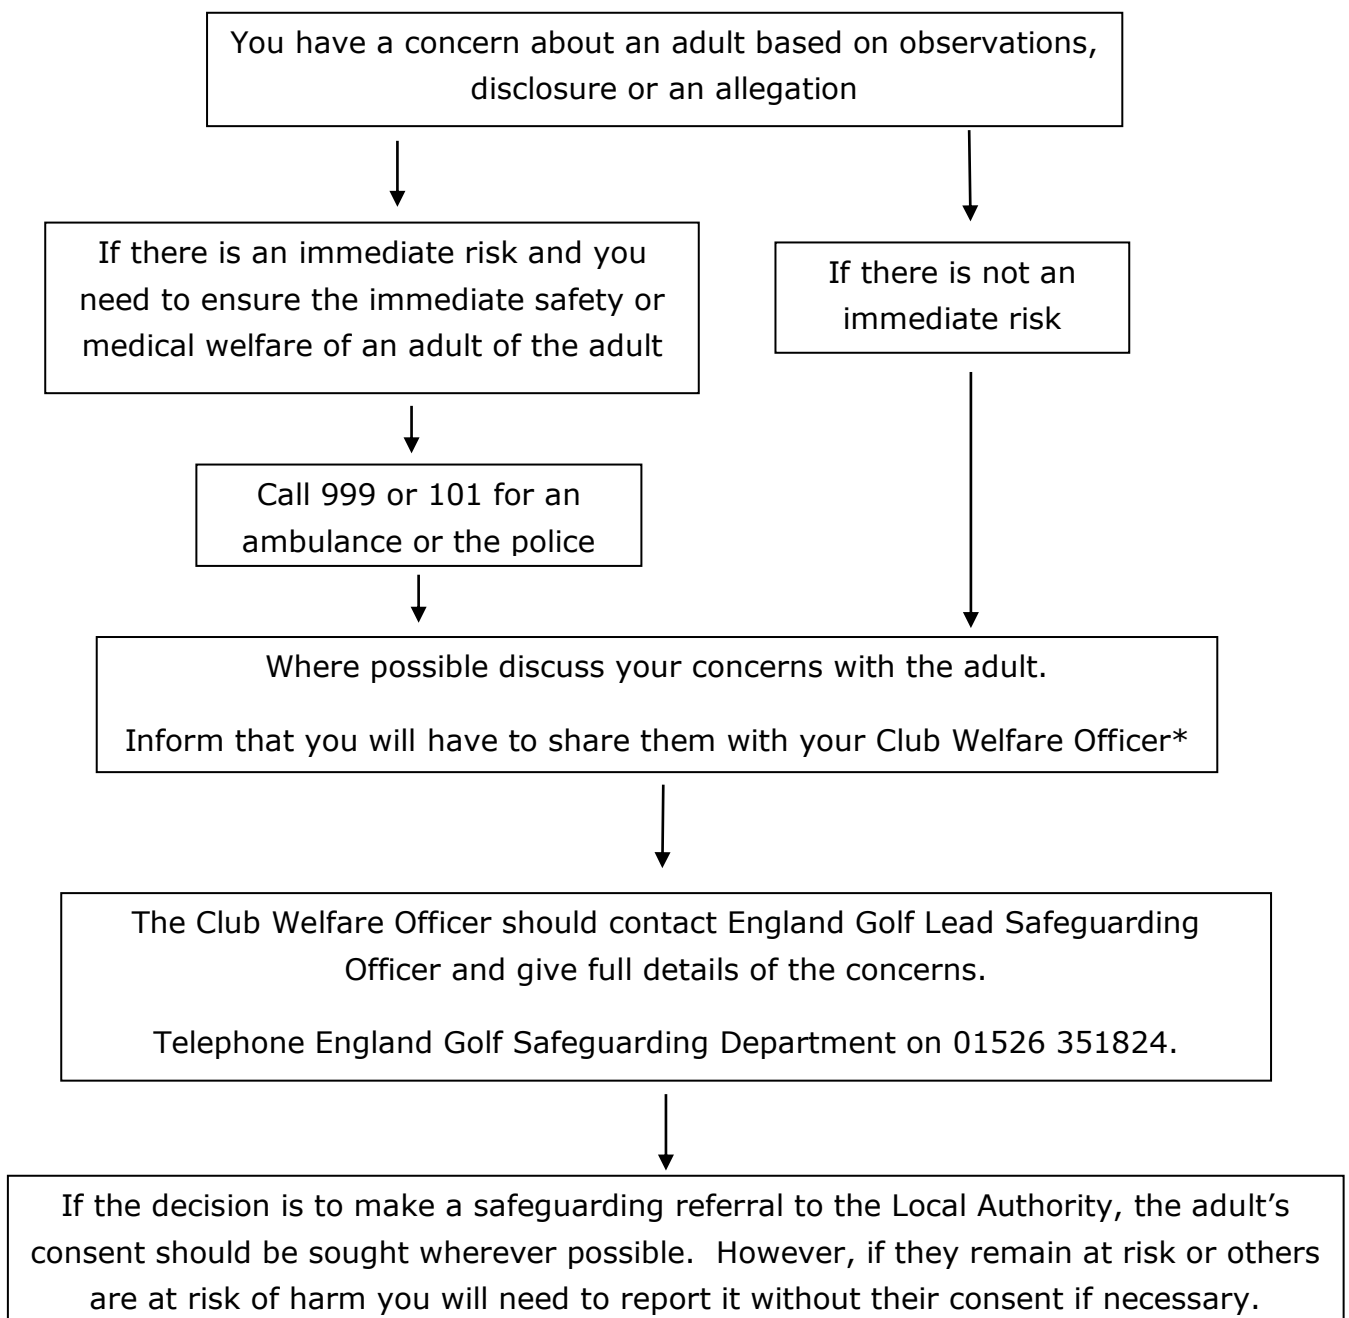 You have a concern about an adult based on observations,
disclosure or an allegation
If there is an immediate risk and you
need to ensure the immediate safety or
medical welfare of an adult of the adult
If there is not an
immediate risk
Call 999 or 101 for an
ambulance or the police
Where possible discuss your concerns with the adult.
Inform that you will have to share them with your Club Welfare Officer*
The Club Welfare Officer should contact England Golf Lead Safeguarding
Officer and give full details of the concerns.
Telephone England Golf Safeguarding Department on 01526 351824.
If the decision is to make a safeguarding referral to the Local Authority, the adult’s
consent should be sought wherever possible.  However, if they remain at risk or others
are at risk of harm you will need to report it without their consent if necessary.